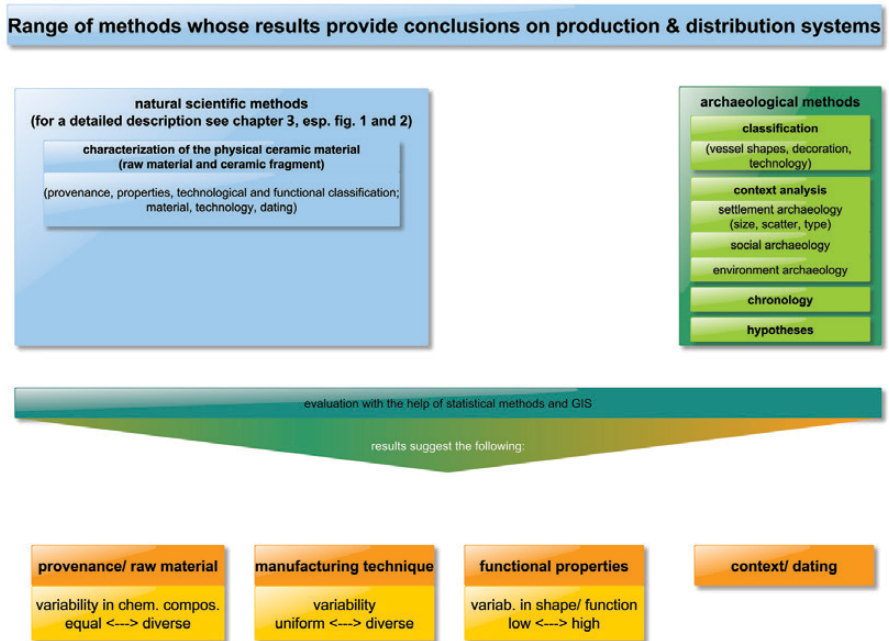 Range of methods whose results provide conclusions on production & distribution systems
natural scientific methods
(for a detailed description see chapter 3, esp. fig. 1 and 2)
characterization of the physical ceramic material
(raw material and ceramic fragment)
(provenance, properties, technological and functional classification;
material, technology, dating)
archaeological methods
classification
(vessel shapes, decoration,
technology)
context analysis
settlement archaeology
(size, scatter, type)
social archaeology
environment archaeology
chronology
hypotheses
evaluation with the help of statistical methods and GIS
results suggest the following:
provenance/ raw material
variability in chem. compos.
equal <---> diverse
manufacturing technique
variability
uniform <---> diverse
functional properties
variab. in shape/ function
low <---> high
context/ dating